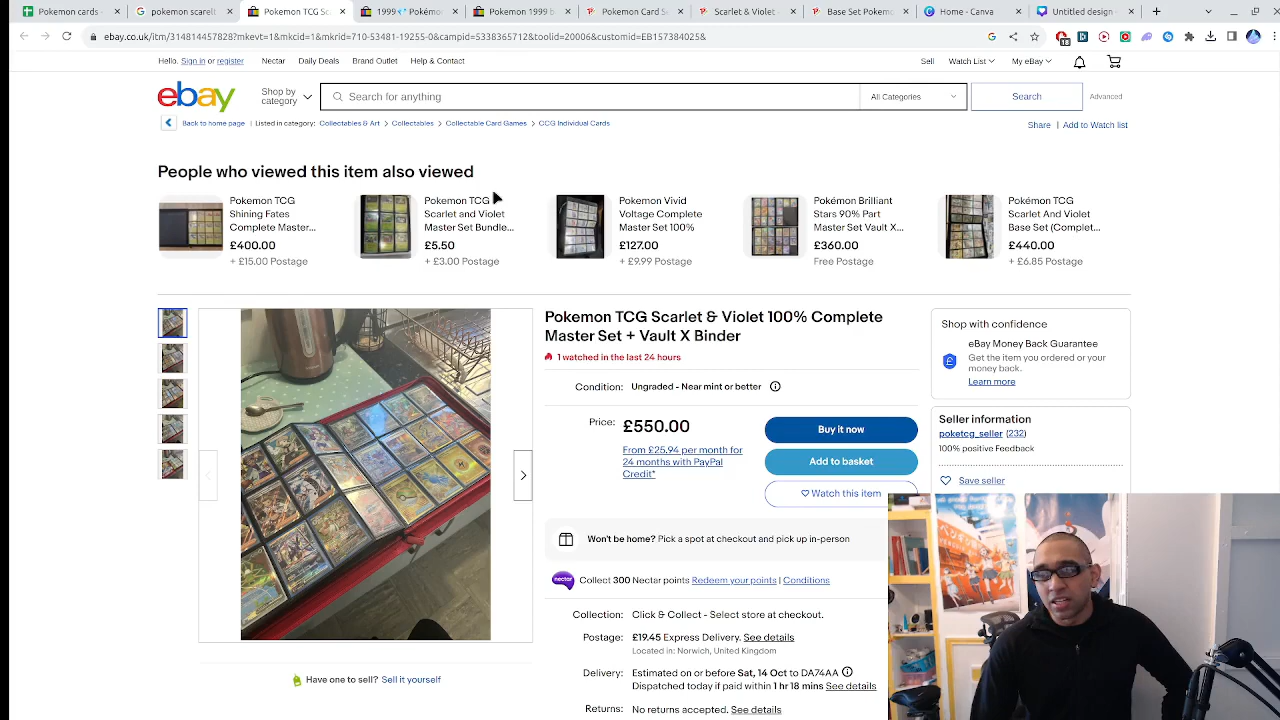 Pokemon cards -
pokemon scarelt
Pokemon TCG Sc
1999 Pokém
Pokemon 1999 b
Pokemon Card Se
Scarlet & Violet -
Base Set Pokemo
Home - Canva
Untitled design -
ebay.co.uk/itm/314814457828?mkevt=1&mkcid=1&mkrid=710-53481-19255-0&campid=5338365712&toolid=20006&customid=EB157384025&
Hello. Sign in or register Nectar Daily Deals Brand Outlet Help & Contact Sell Watch List My eBay
ebay Shop by category Search for anything All Categories Search Advanced
Back to home page | Listed in category: Collectables & Art > Collectables > Collectable Card Games > CCG Individual Cards Share | Add to Watch list
People who viewed this item also viewed
Pokemon TCG
Shining Fates
Complete Master...
£400.00
+ £15.00 Postage
Pokemon TCG
Scarlet and Violet
Master Set Bundle...
£5.50
+ £3.00 Postage
Pokemon Vivid
Voltage Complete
Master Set 100%
£127.00
+ £9.99 Postage
Pokémon Brilliant
Stars 90% Part
Master Set Vault X...
£360.00
Free Postage
Pokémon TCG
Scarlet And Violet
Base Set (Complet...
£440.00
+ £6.85 Postage
Pokemon TCG Scarlet & Violet 100% Complete
Master Set + Vault X Binder
1 watched in the last 24 hours
Condition: Ungraded - Near mint or better
Price: £550.00
From £25.94 per month for
24 months with PayPal
Credit*
Buy it now
Add to basket
Watch this item
Won't be home? Pick a spot at checkout and pick up in-person
nectar Collect 300 Nectar points Redeem your points | Conditions
Collection: Click & Collect - Select store at checkout.
Postage: £19.45 Express Delivery. See details
Located in: Norwich, United Kingdom
Delivery: Estimated on or before Sat, 14 Oct to DA74AA
Dispatched today if paid within 1 hr 18 mins See details
Returns: No returns accepted. See details
Shop with confidence
eBay Money Back Guarantee
Get the item you ordered or your
money back.
Learn more
Seller information
poketcg_seller (232)
100% positive Feedback
Save seller
Have one to sell? Sell it yourself